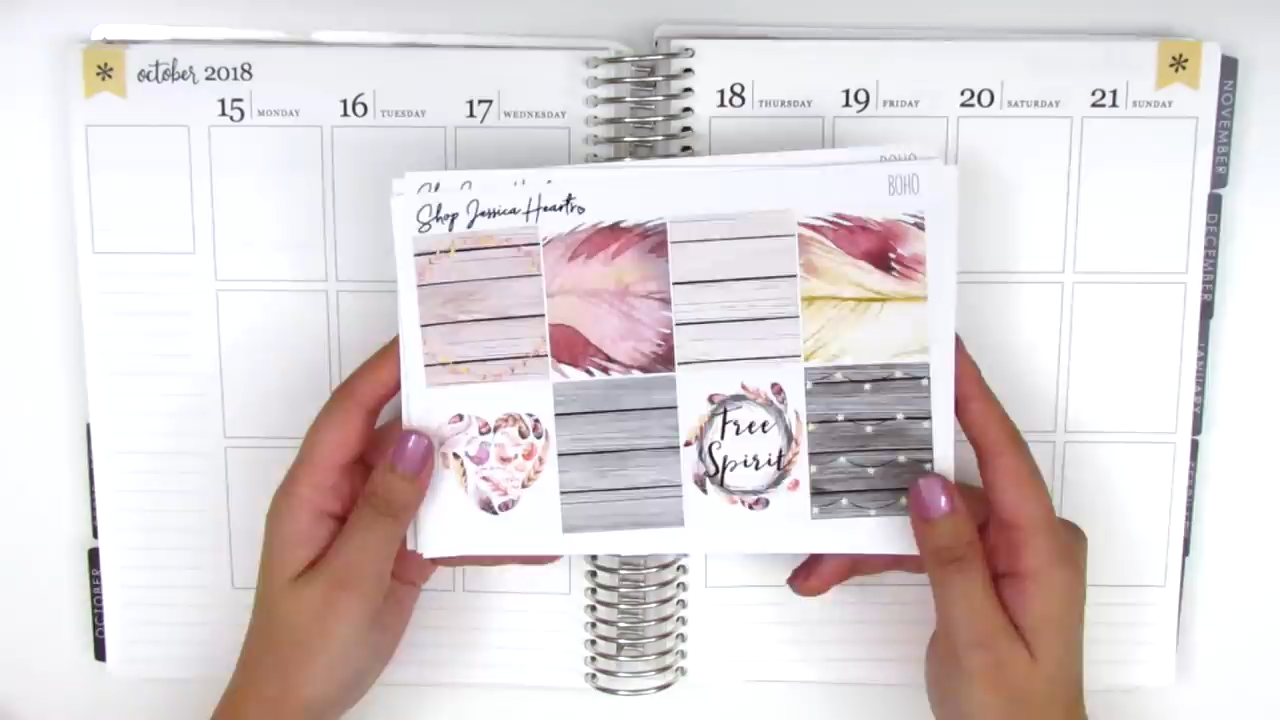 october 2018
15 MONDAY
16 TUESDAY
17 WEDNESDAY
18 THURSDAY
19 FRIDAY
20 SATURDAY
21 SUNDAY
NOVEMBER
DECEMBER
JANUARY
OCTOBER
BOHO
BOHO
Shop Jessica Hearts
Free
Spirit